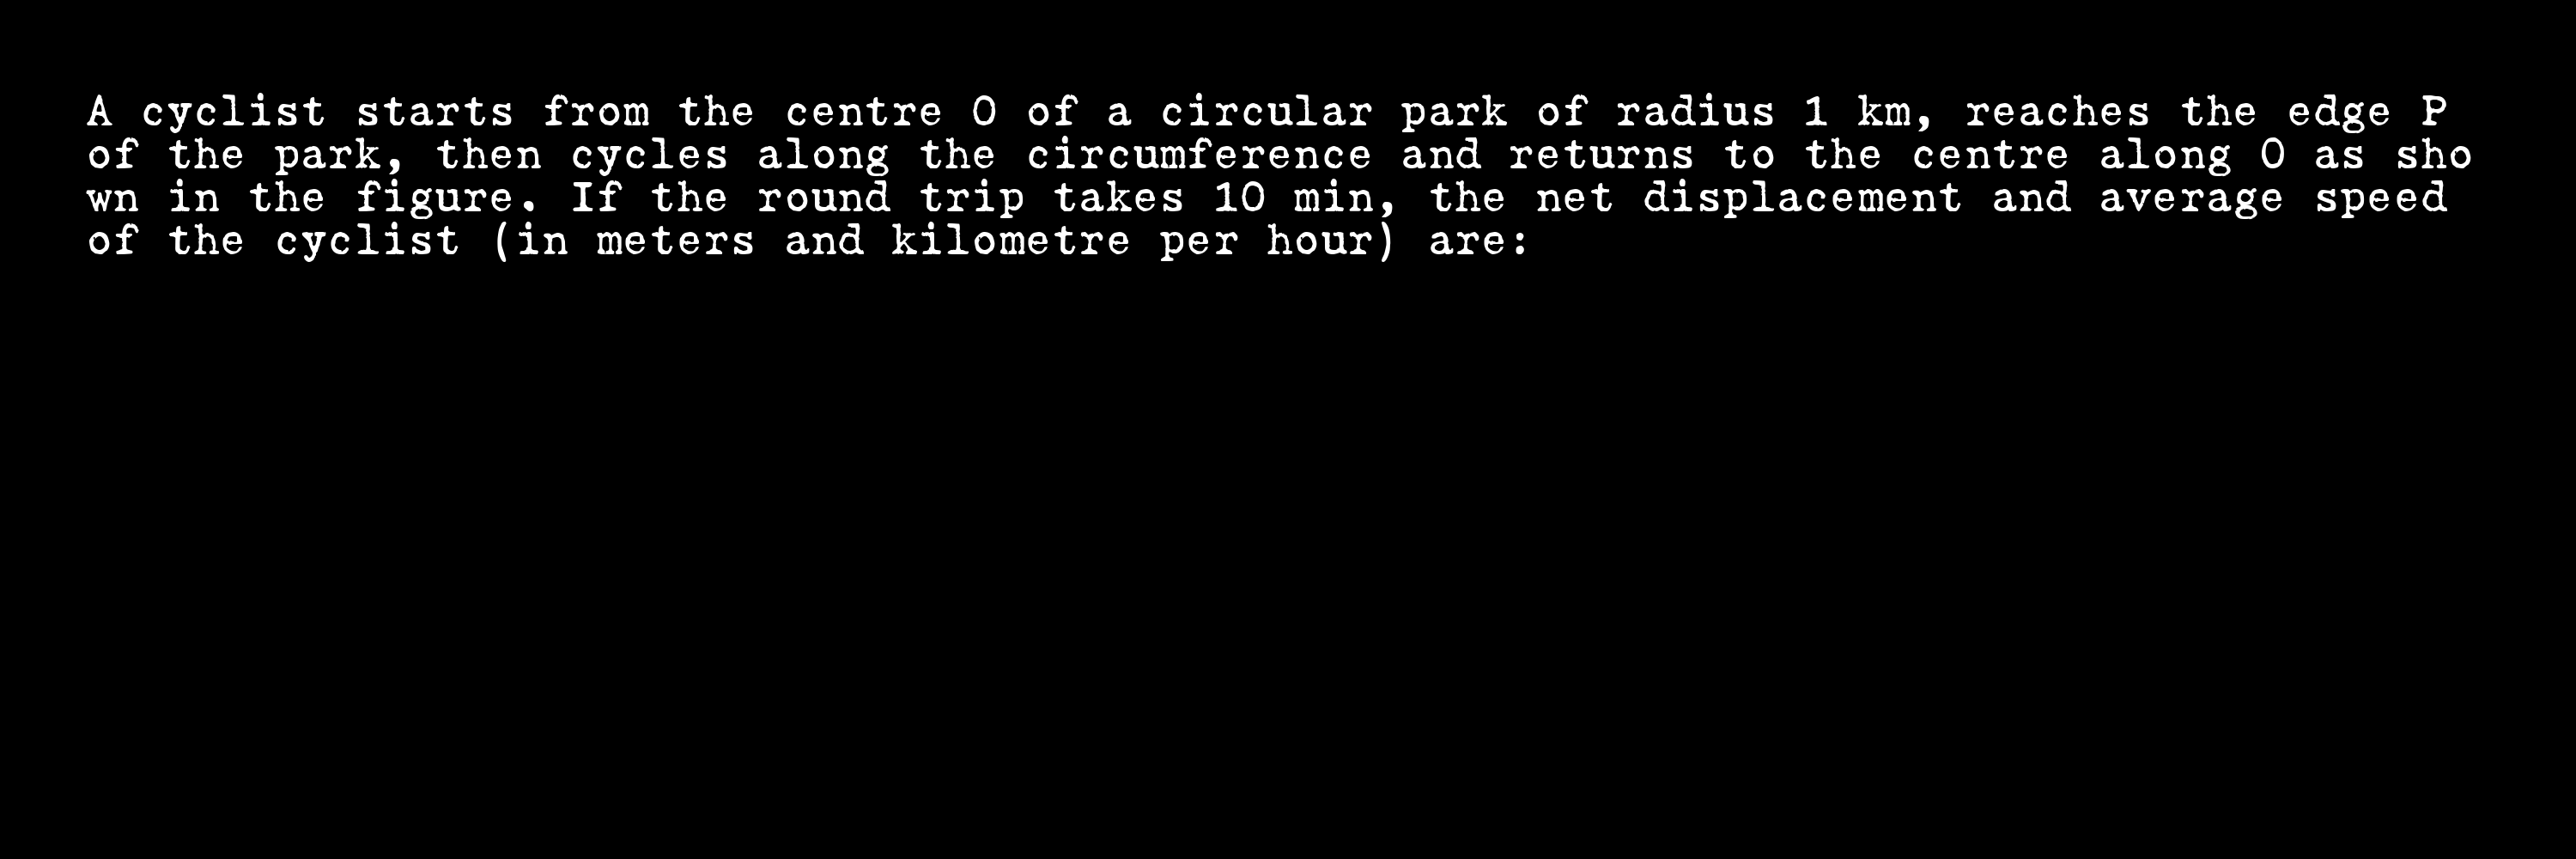 A cyclist starts from the centre O of a circular park of radius 1 km, reaches the edge P
of the park, then cycles along the circumference and returns to the centre along O as sho
wn in the figure. If the round trip takes 10 min, the net displacement and average speed
of the cyclist (in meters and kilometre per hour) are: